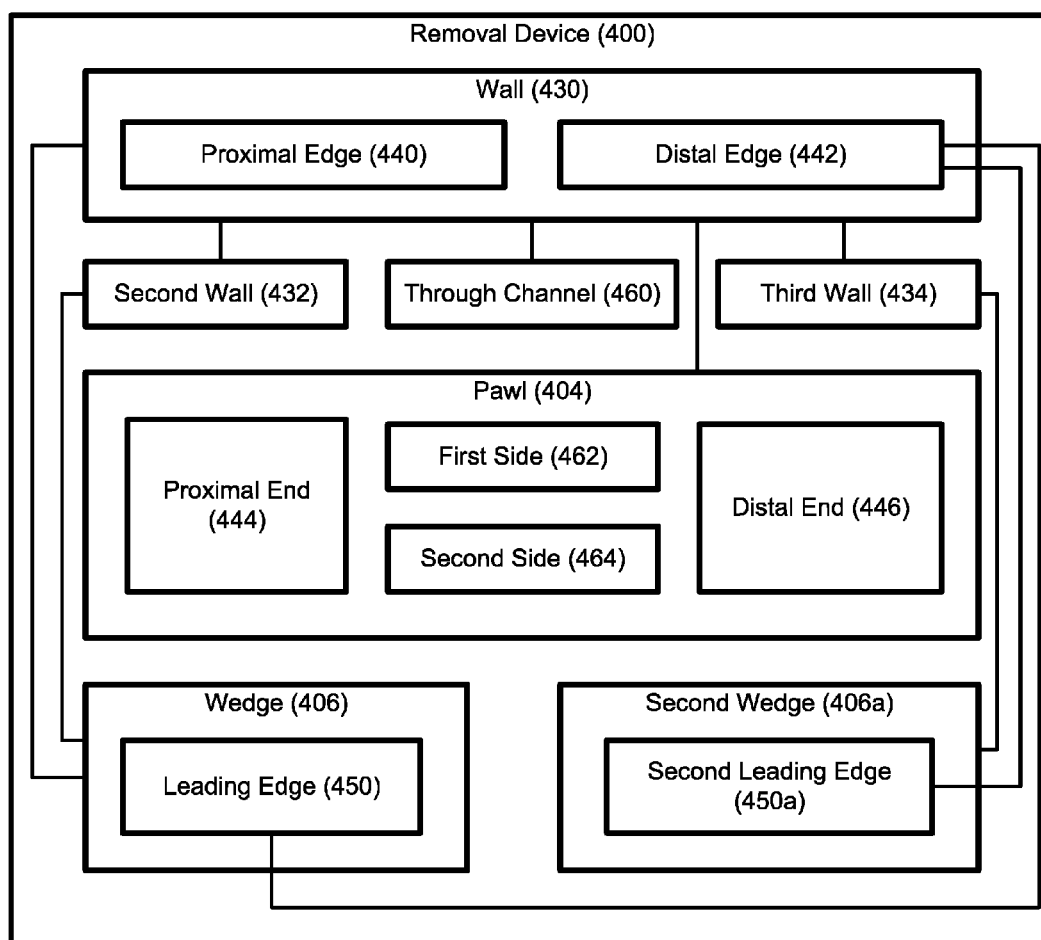 Removal Device (400)
Wall (430)
Proximal Edge (440)
Distal Edge (442)
Second Wall (432)
Through Channel (460)
Third Wall (434)
Pawl (404)
Proximal End
(444)
First Side (462)
Second Side (464)
Distal End (446)
Wedge (406)
Leading Edge (450)
Second Wedge (406a)
Second Leading Edge
(450a)